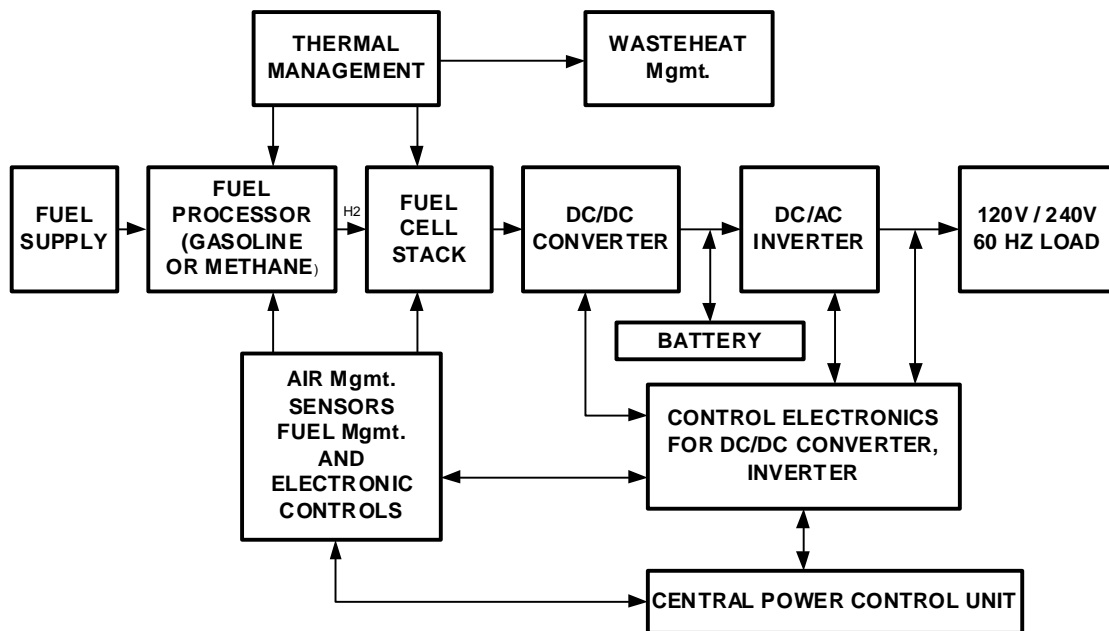 THERMAL
MANAGEMENT
WASTEHEAT
Mgmt.
FUEL
SUPPLY
FUEL
PROCESSOR
(GASOLINE
OR METHANE)
H2
FUEL
CELL
STACK
DC/DC
CONVERTER
DC/AC
INVERTER
120V / 240V
60 HZ LOAD
BATTERY
AIR Mgmt.
SENSORS
FUEL Mgmt.
AND
ELECTRONIC
CONTROLS
CONTROL ELECTRONICS
FOR DC/DC CONVERTER,
INVERTER
CENTRAL POWER CONTROL UNIT